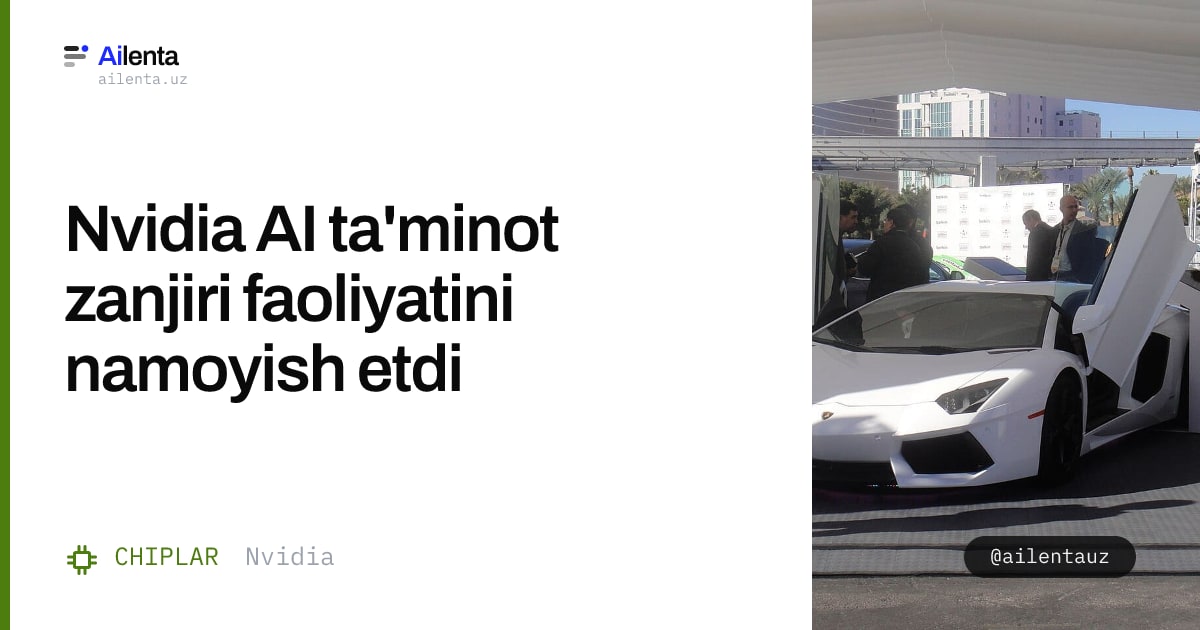 Ailenta
ailenta.uz
Nvidia AI ta'minot
zanjiri faoliyatini
namoyish etdi
CHIPLAR Nvidia
@ailentauz